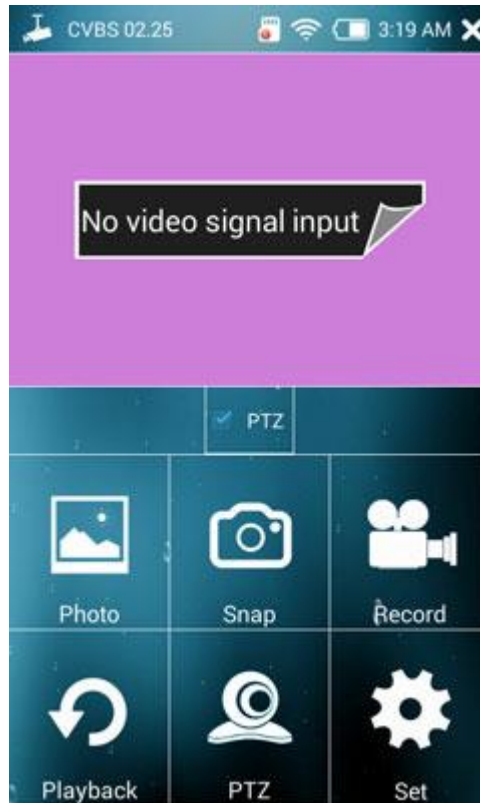 CVBS 02.25 3:19 AM
No video signal input
PTZ
Photo Snap Record
Playback PTZ Set